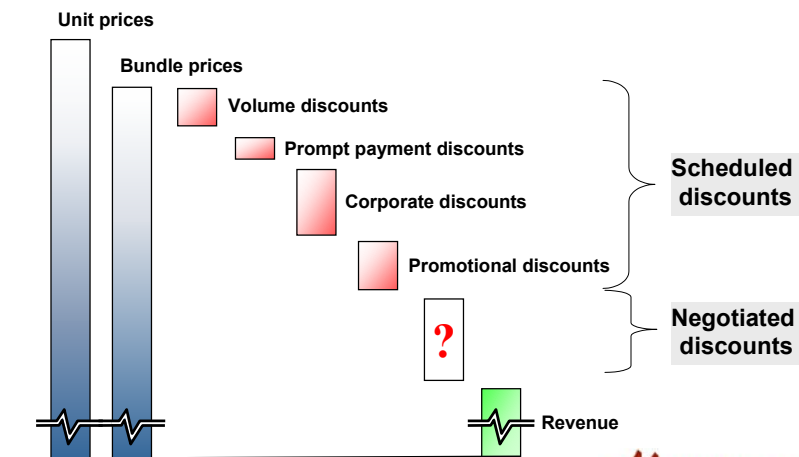 Unit prices
Bundle prices
Volume discounts
Prompt payment discounts
Scheduled
discounts
Corporate discounts
Promotional discounts
Negotiated
discounts
?
Revenue